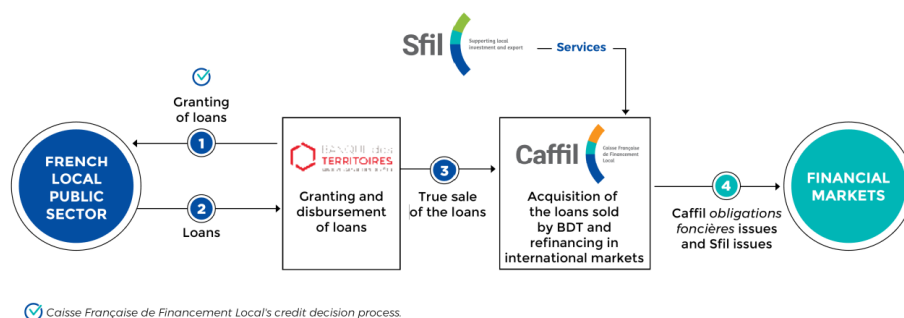 Sfil
Supporting local
investment and export
Services
Granting
of loans
1
FRENCH
LOCAL
PUBLIC
SECTOR
2
Loans
BANQUE des
TERRITOIRES
Granting and
disbursement
of loans
3
True sale
of the loans
Caffil
Caisse Française
de Financement
Local
Acquisition of
the loans sold
by BDT and
refinancing in
international markets
4
Caffil obligations
foncières issues
and Sfil issues
FINANCIAL
MARKETS
Caisse Française de Financement Local's credit decision process.